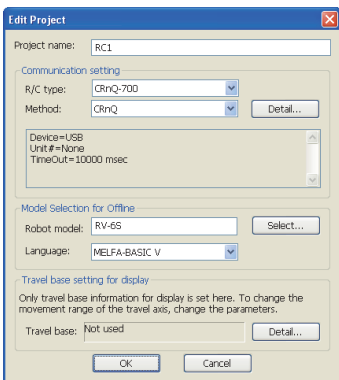 Edit Project
Project name: RC1
Communication setting
R/C type: CRnQ-700
Method: CRnQ Detail...
Device=USB
Unit#=None
TimeOut=10000 msec
Model Selection for Offline
Robot model: RV-6S Select...
Language: MELFA-BASIC V
Travel base setting for display
Only travel base information for display is set here. To change the
movement range of the travel axis, change the parameters.
Travel base: Not used Detail...
OK Cancel